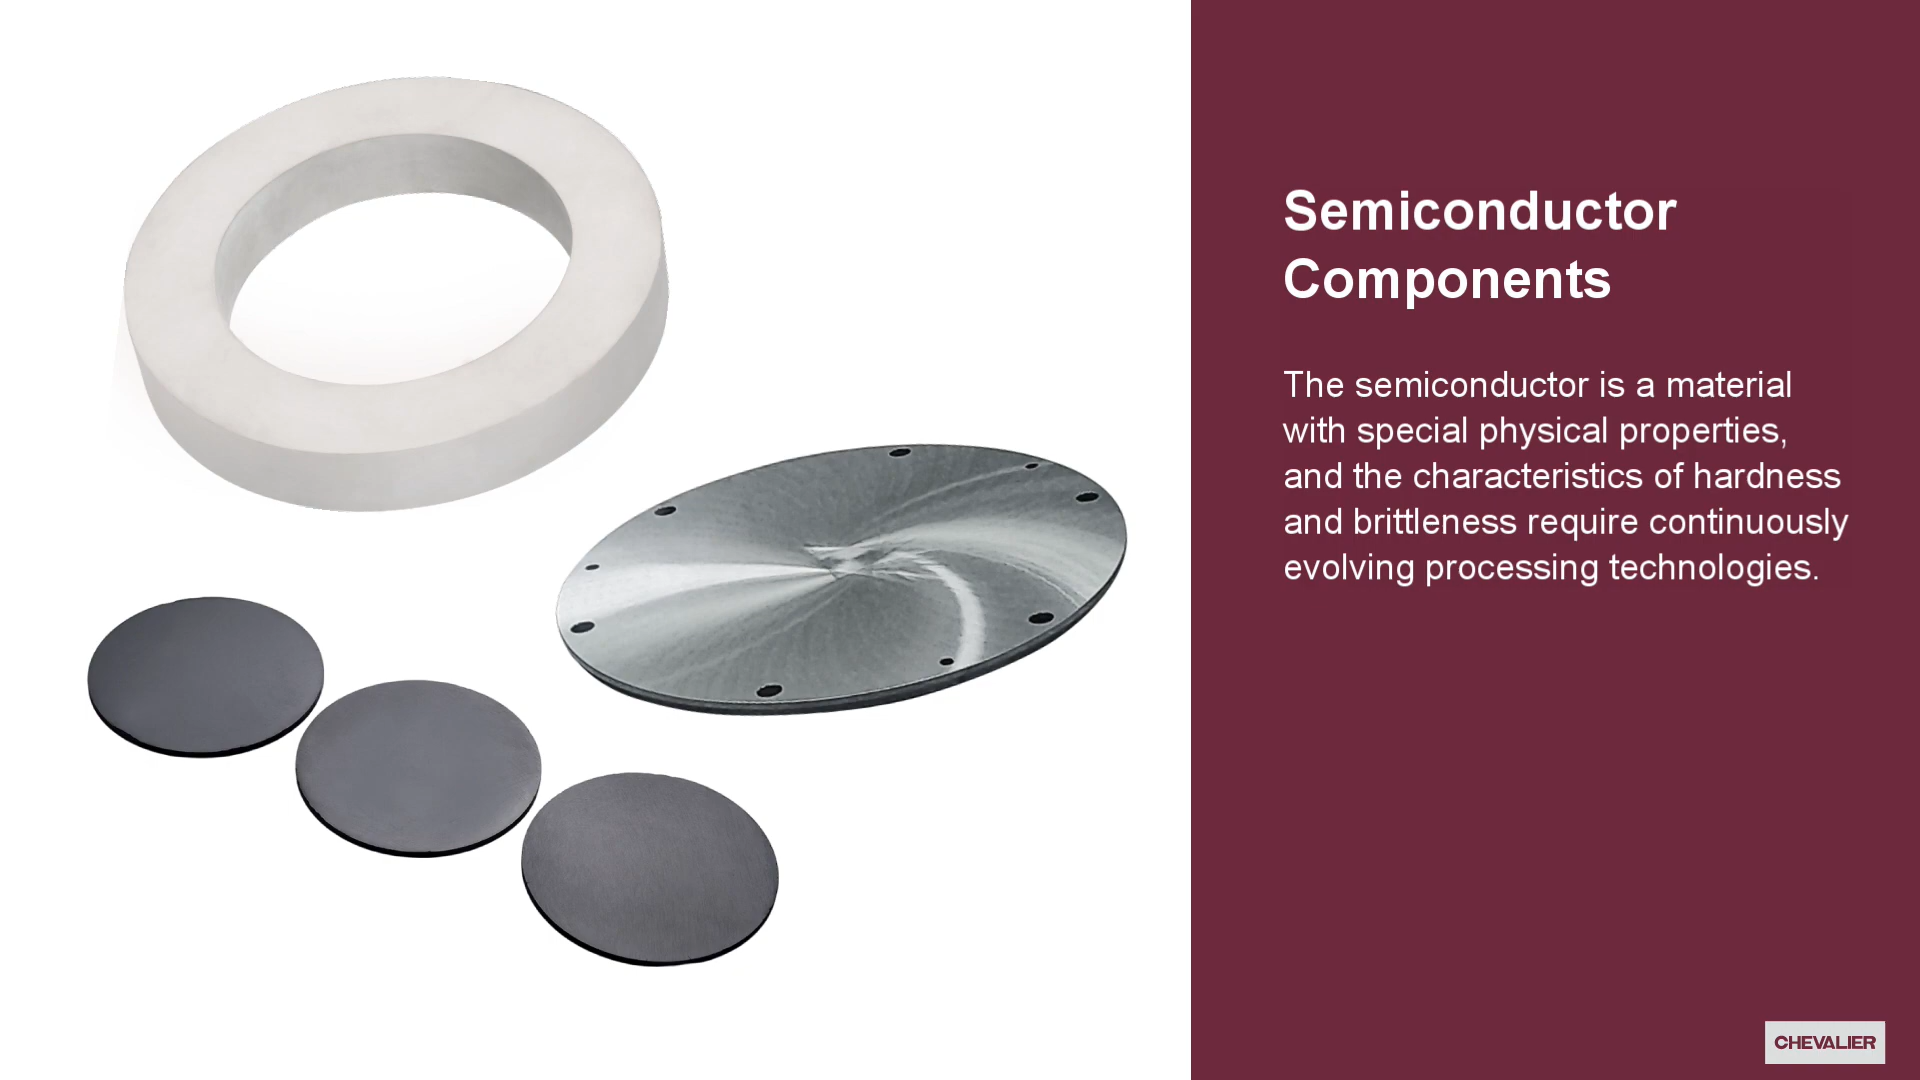 Semiconductor
Components
The semiconductor is a material
with special physical properties,
and the characteristics of hardness
and brittleness require continuously
evolving processing technologies.
CHEVALIER